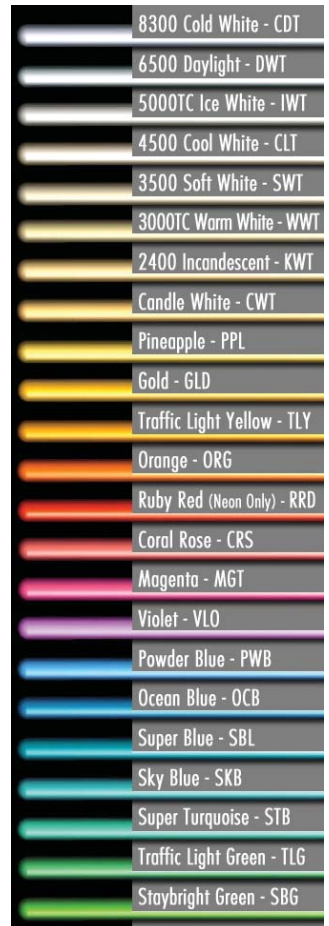 8300 Cold White - CDT
6500 Daylight - DWT
5000TC Ice White - IWT
4500 Cool White - CLT
3500 Soft White - SWT
3000TC Warm White - WWT
2400 Incandescent - KWT
Candle White - CWT
Pineapple - PPL
Gold - GLD
Traffic Light Yellow - TLY
Orange - ORG
Ruby Red (Neon Only) - RRD
Coral Rose - CRS
Magenta - MGT
Violet - VLO
Powder Blue - PWB
Ocean Blue - OCB
Super Blue - SBL
Sky Blue - SKB
Super Turquoise - STB
Traffic Light Green - TLG
Staybright Green - SBG